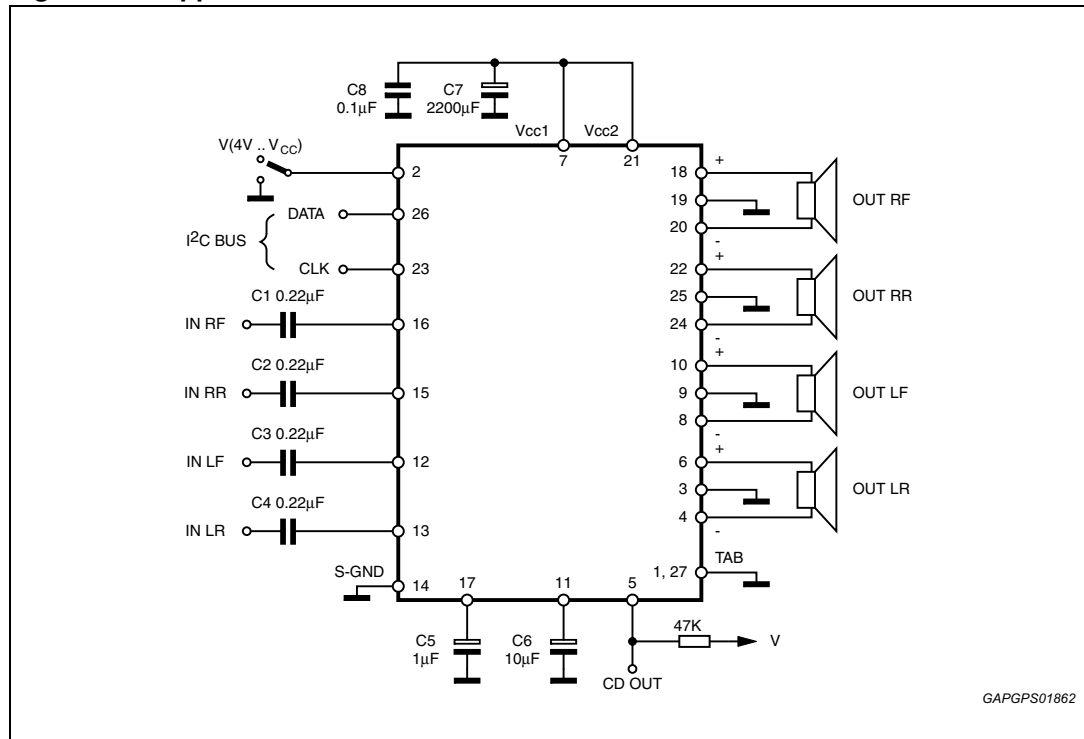 C8
0.1µF
C7
2200µF
Vcc1
Vcc2
7
21
V(4V .. VCC)
2
DATA
26
I2C BUS
CLK
23
C1 0.22µF
IN RF
16
C2 0.22µF
IN RR
15
C3 0.22µF
IN LF
12
C4 0.22µF
IN LR
13
S-GND
14
17
11
5
C5
1µF
C6
10µF
CD OUT
47K
V
18
+
19
20
-
OUT RF
+
22
25
24
-
OUT RR
+
10
9
8
-
OUT LF
+
6
3
4
-
OUT LR
1, 27
TAB
GAPGPS01862